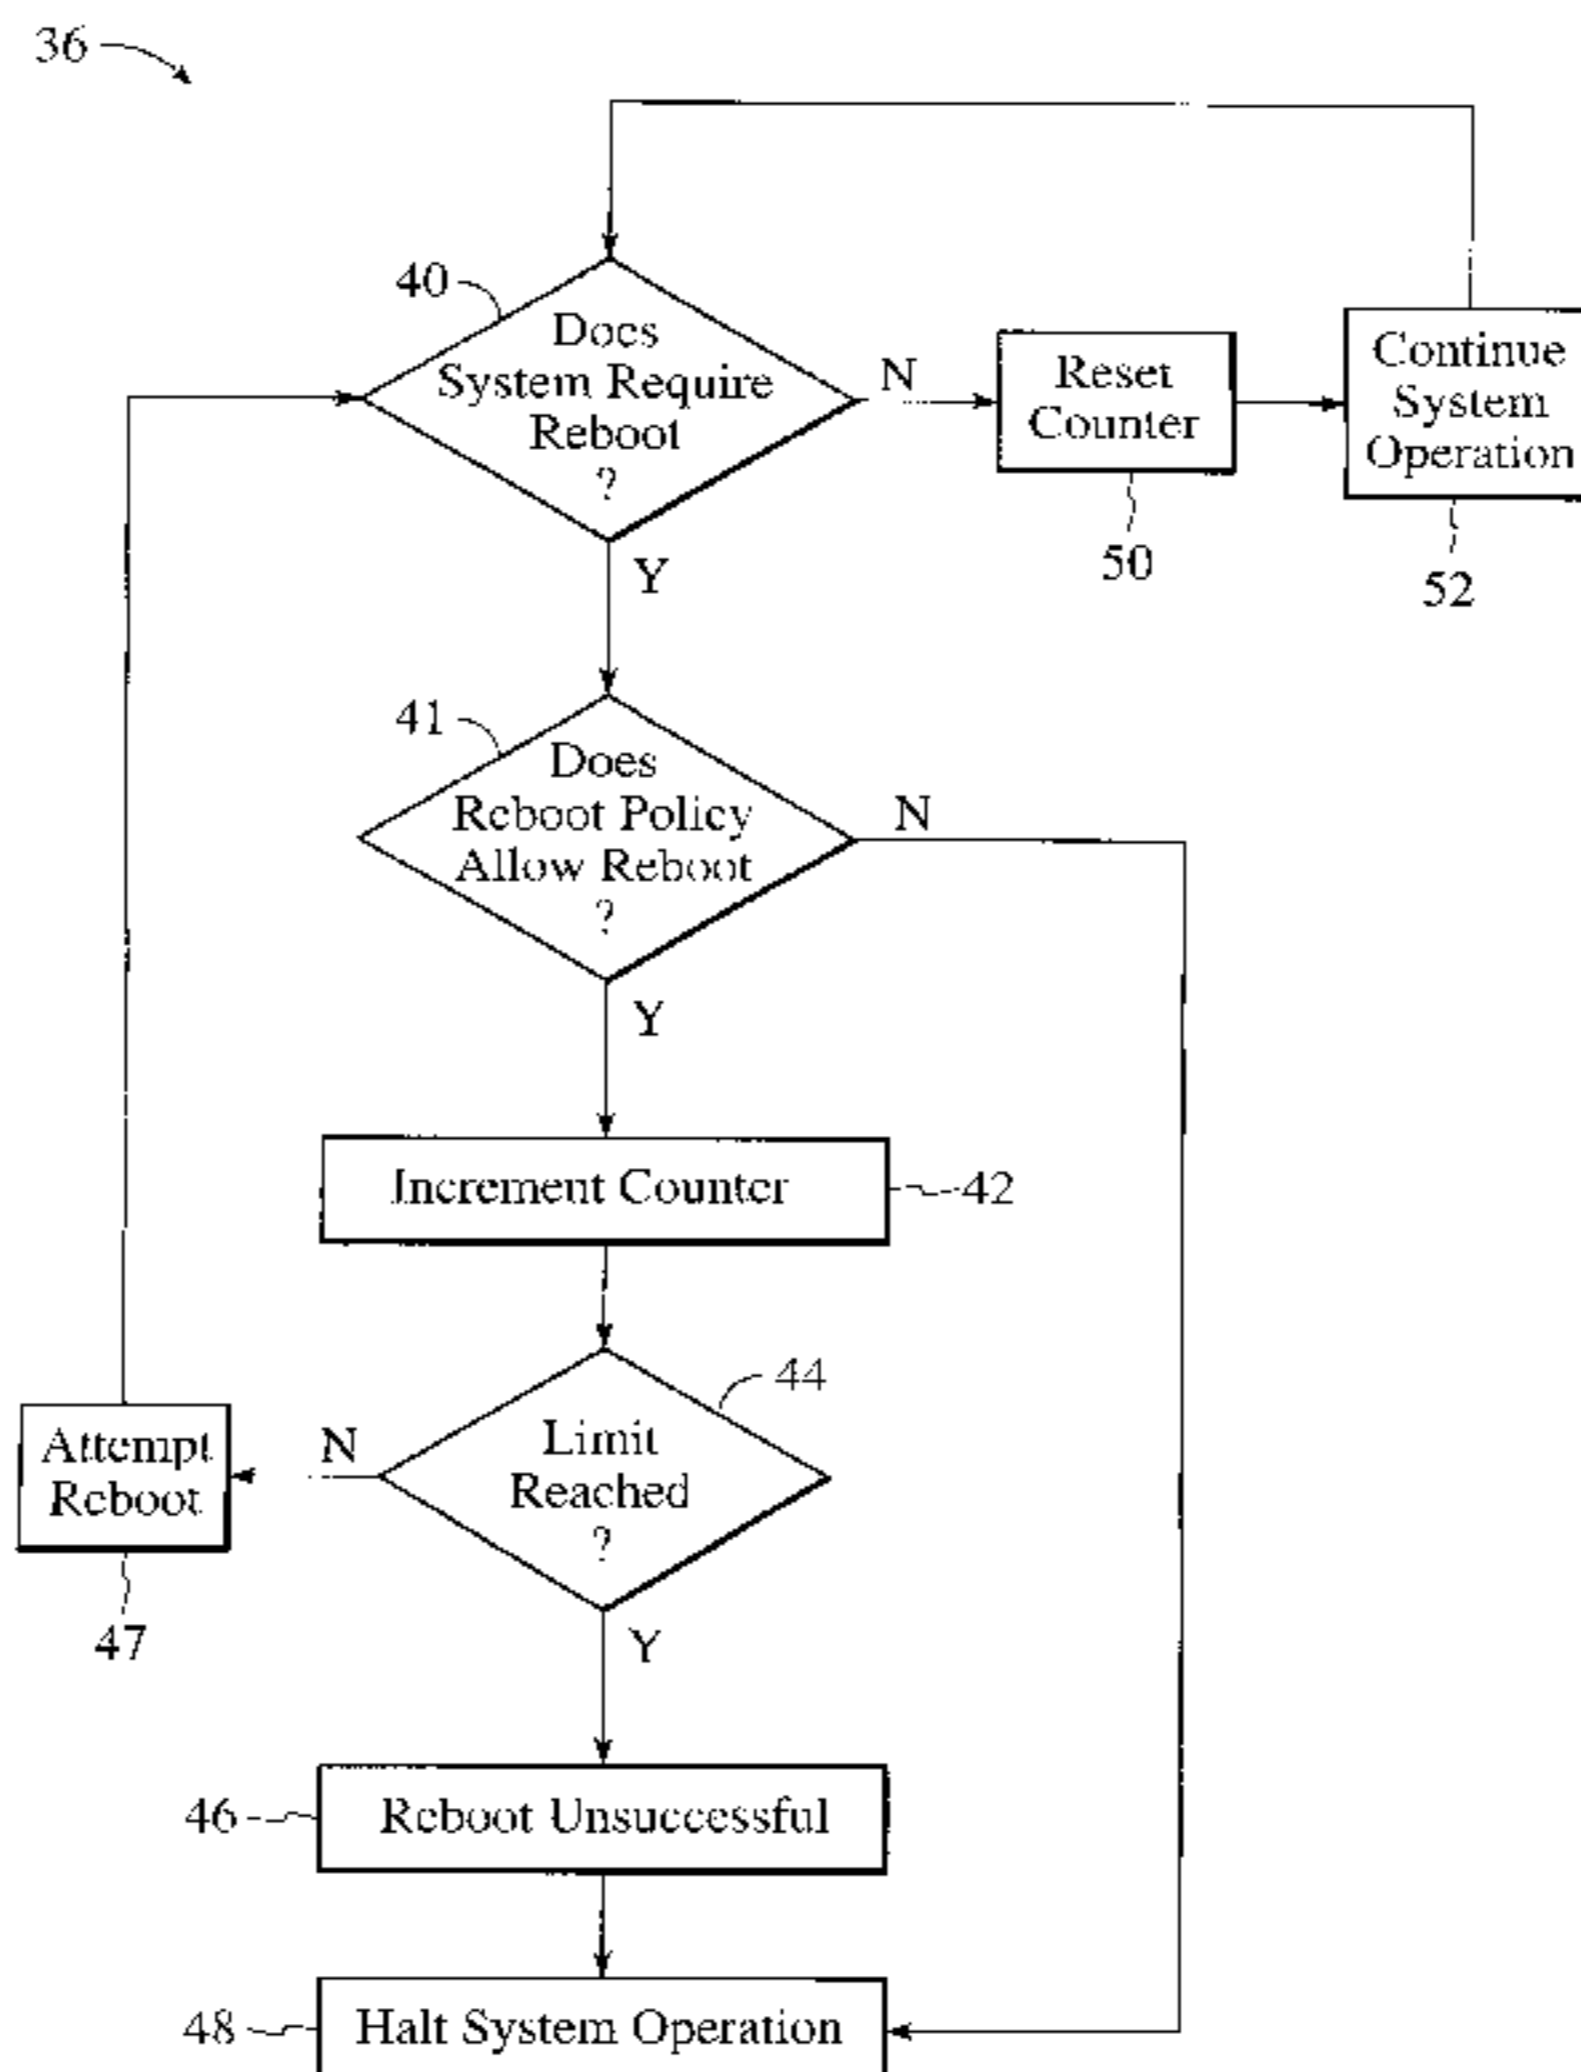 36
40
Does
System Require
Reboot
?
N
Reset
Counter
50
Continue
System
Operation
52
Y
41
Does
Reboot Policy
Allow Reboot
?
N
Y
Increment Counter
42
44
Limit
Reached
?
N
Attempt
Reboot
47
Y
46
Reboot Unsuccessful
48
Halt System Operation